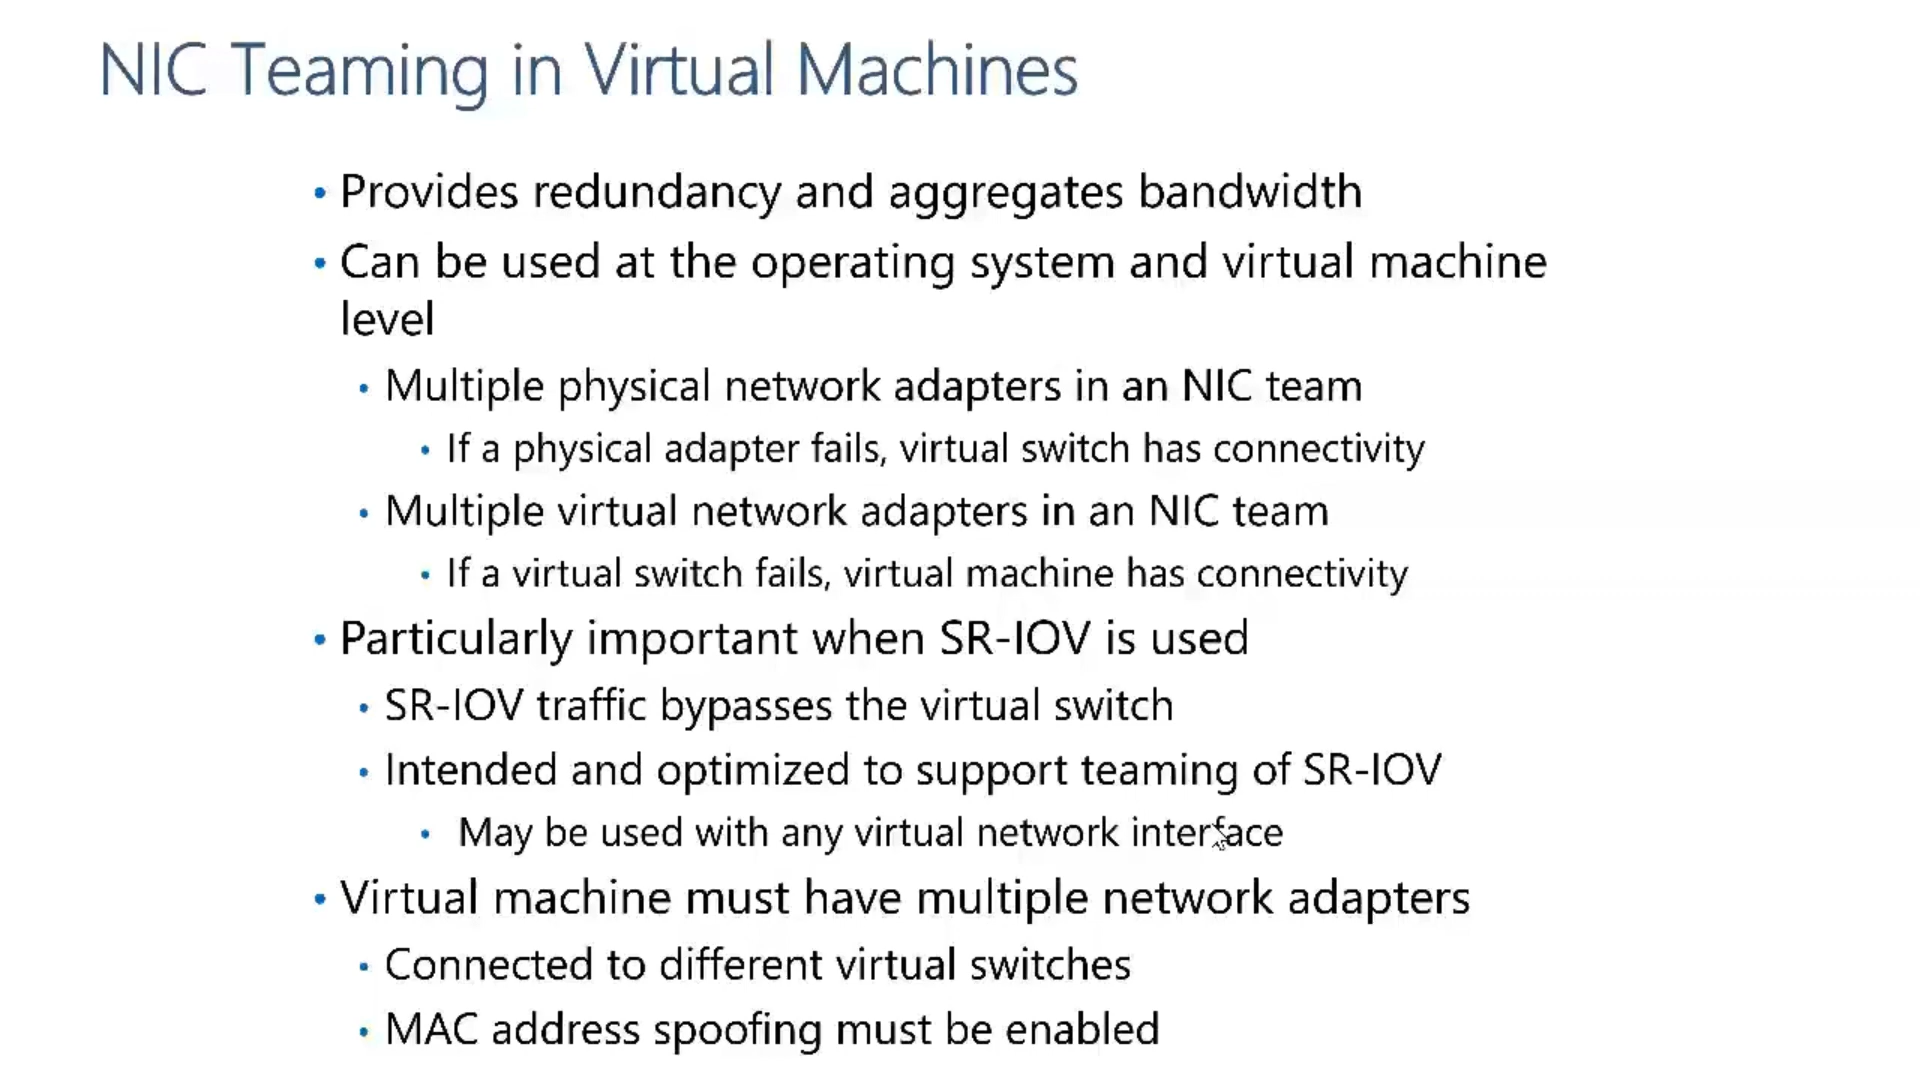 NIC Teaming in Virtual Machines
• Provides redundancy and aggregates bandwidth
• Can be used at the operating system and virtual machine
level
• Multiple physical network adapters in an NIC team
• If a physical adapter fails, virtual switch has connectivity
• Multiple virtual network adapters in an NIC team
• If a virtual switch fails, virtual machine has connectivity
• Particularly important when SR-IOV is used
• SR-IOV traffic bypasses the virtual switch
• Intended and optimized to support teaming of SR-IOV
• May be used with any virtual network interface
• Virtual machine must have multiple network adapters
• Connected to different virtual switches
• MAC address spoofing must be enabled